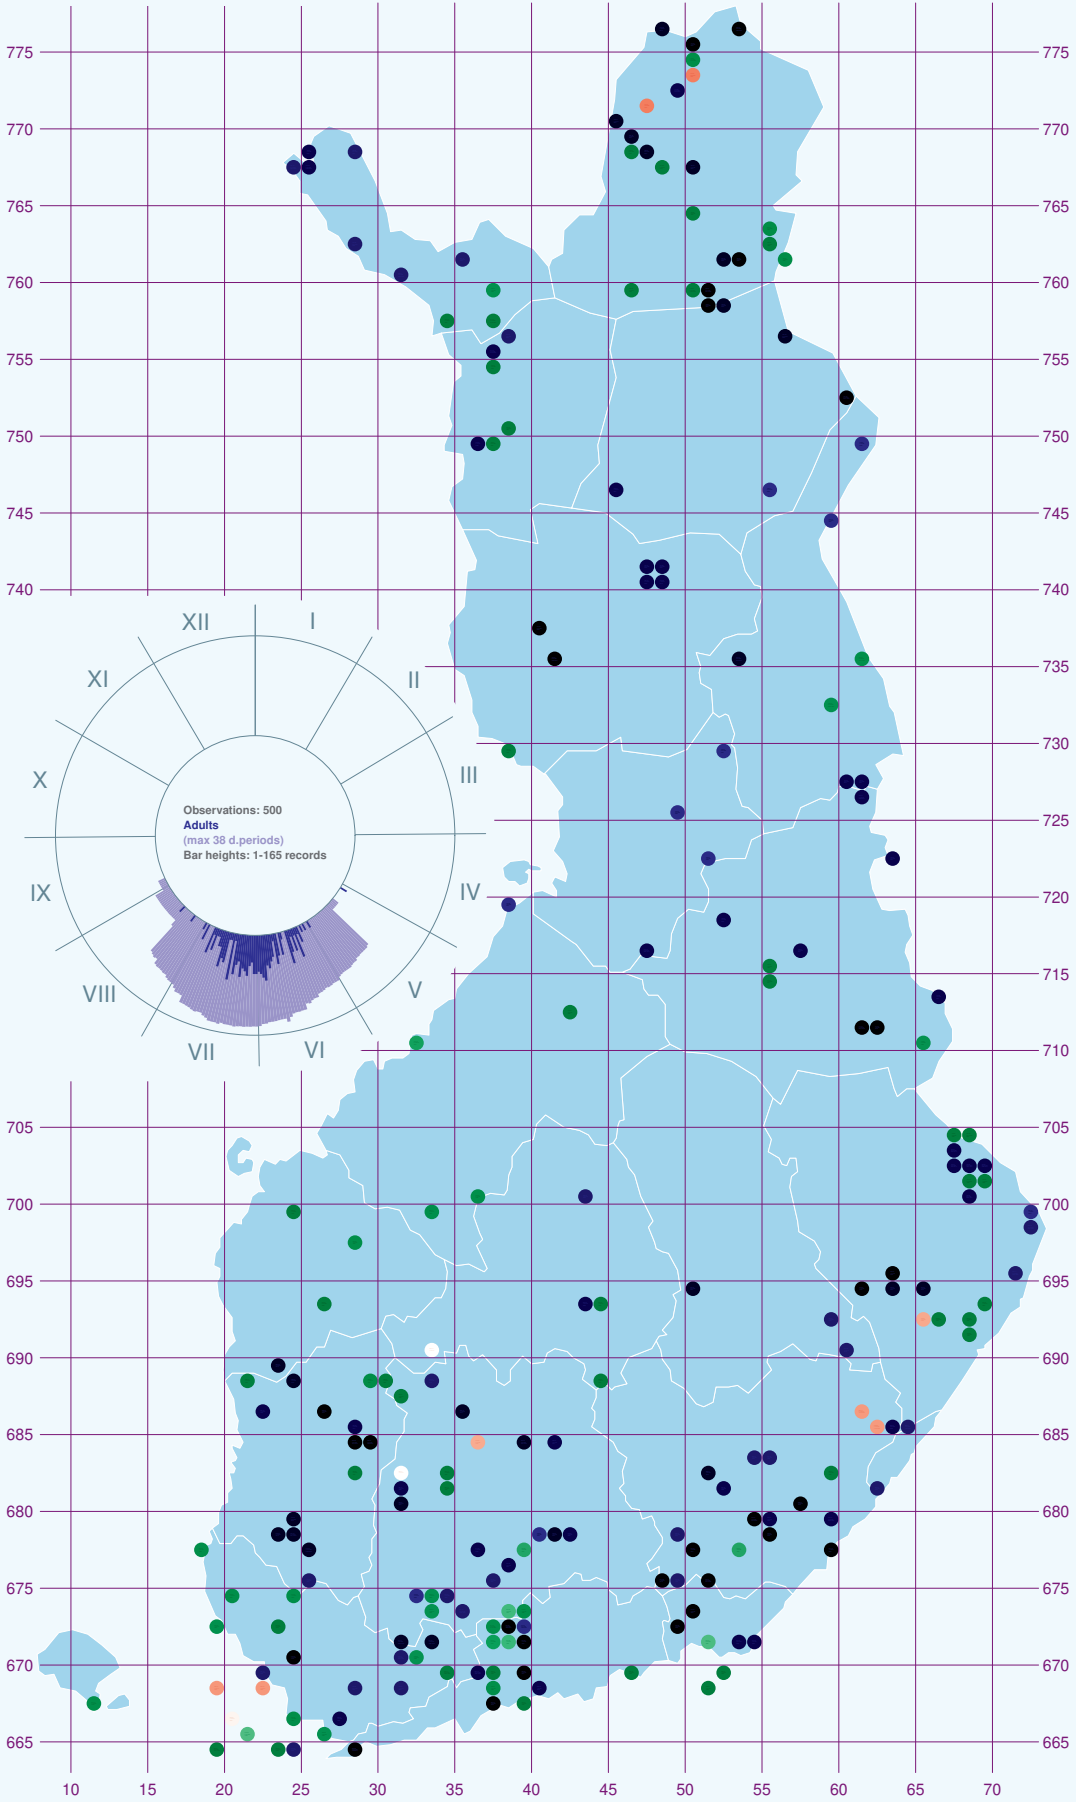 775 775
770 770
765 765
760 760
755 755
750 750
745 745
740 740
XII I
XI II
735
730
X III
Observations: 500
Adults
(max 38 d.periods)
Bar heights: 1-165 records
725
IX IV
720
VIII V
715
VII VI
710
705 705
700 700
695 695
690 690
685 685
680 680
675 675
670 670
665 665
10 15 20 25 30 35 40 45 50 55 60 65 70